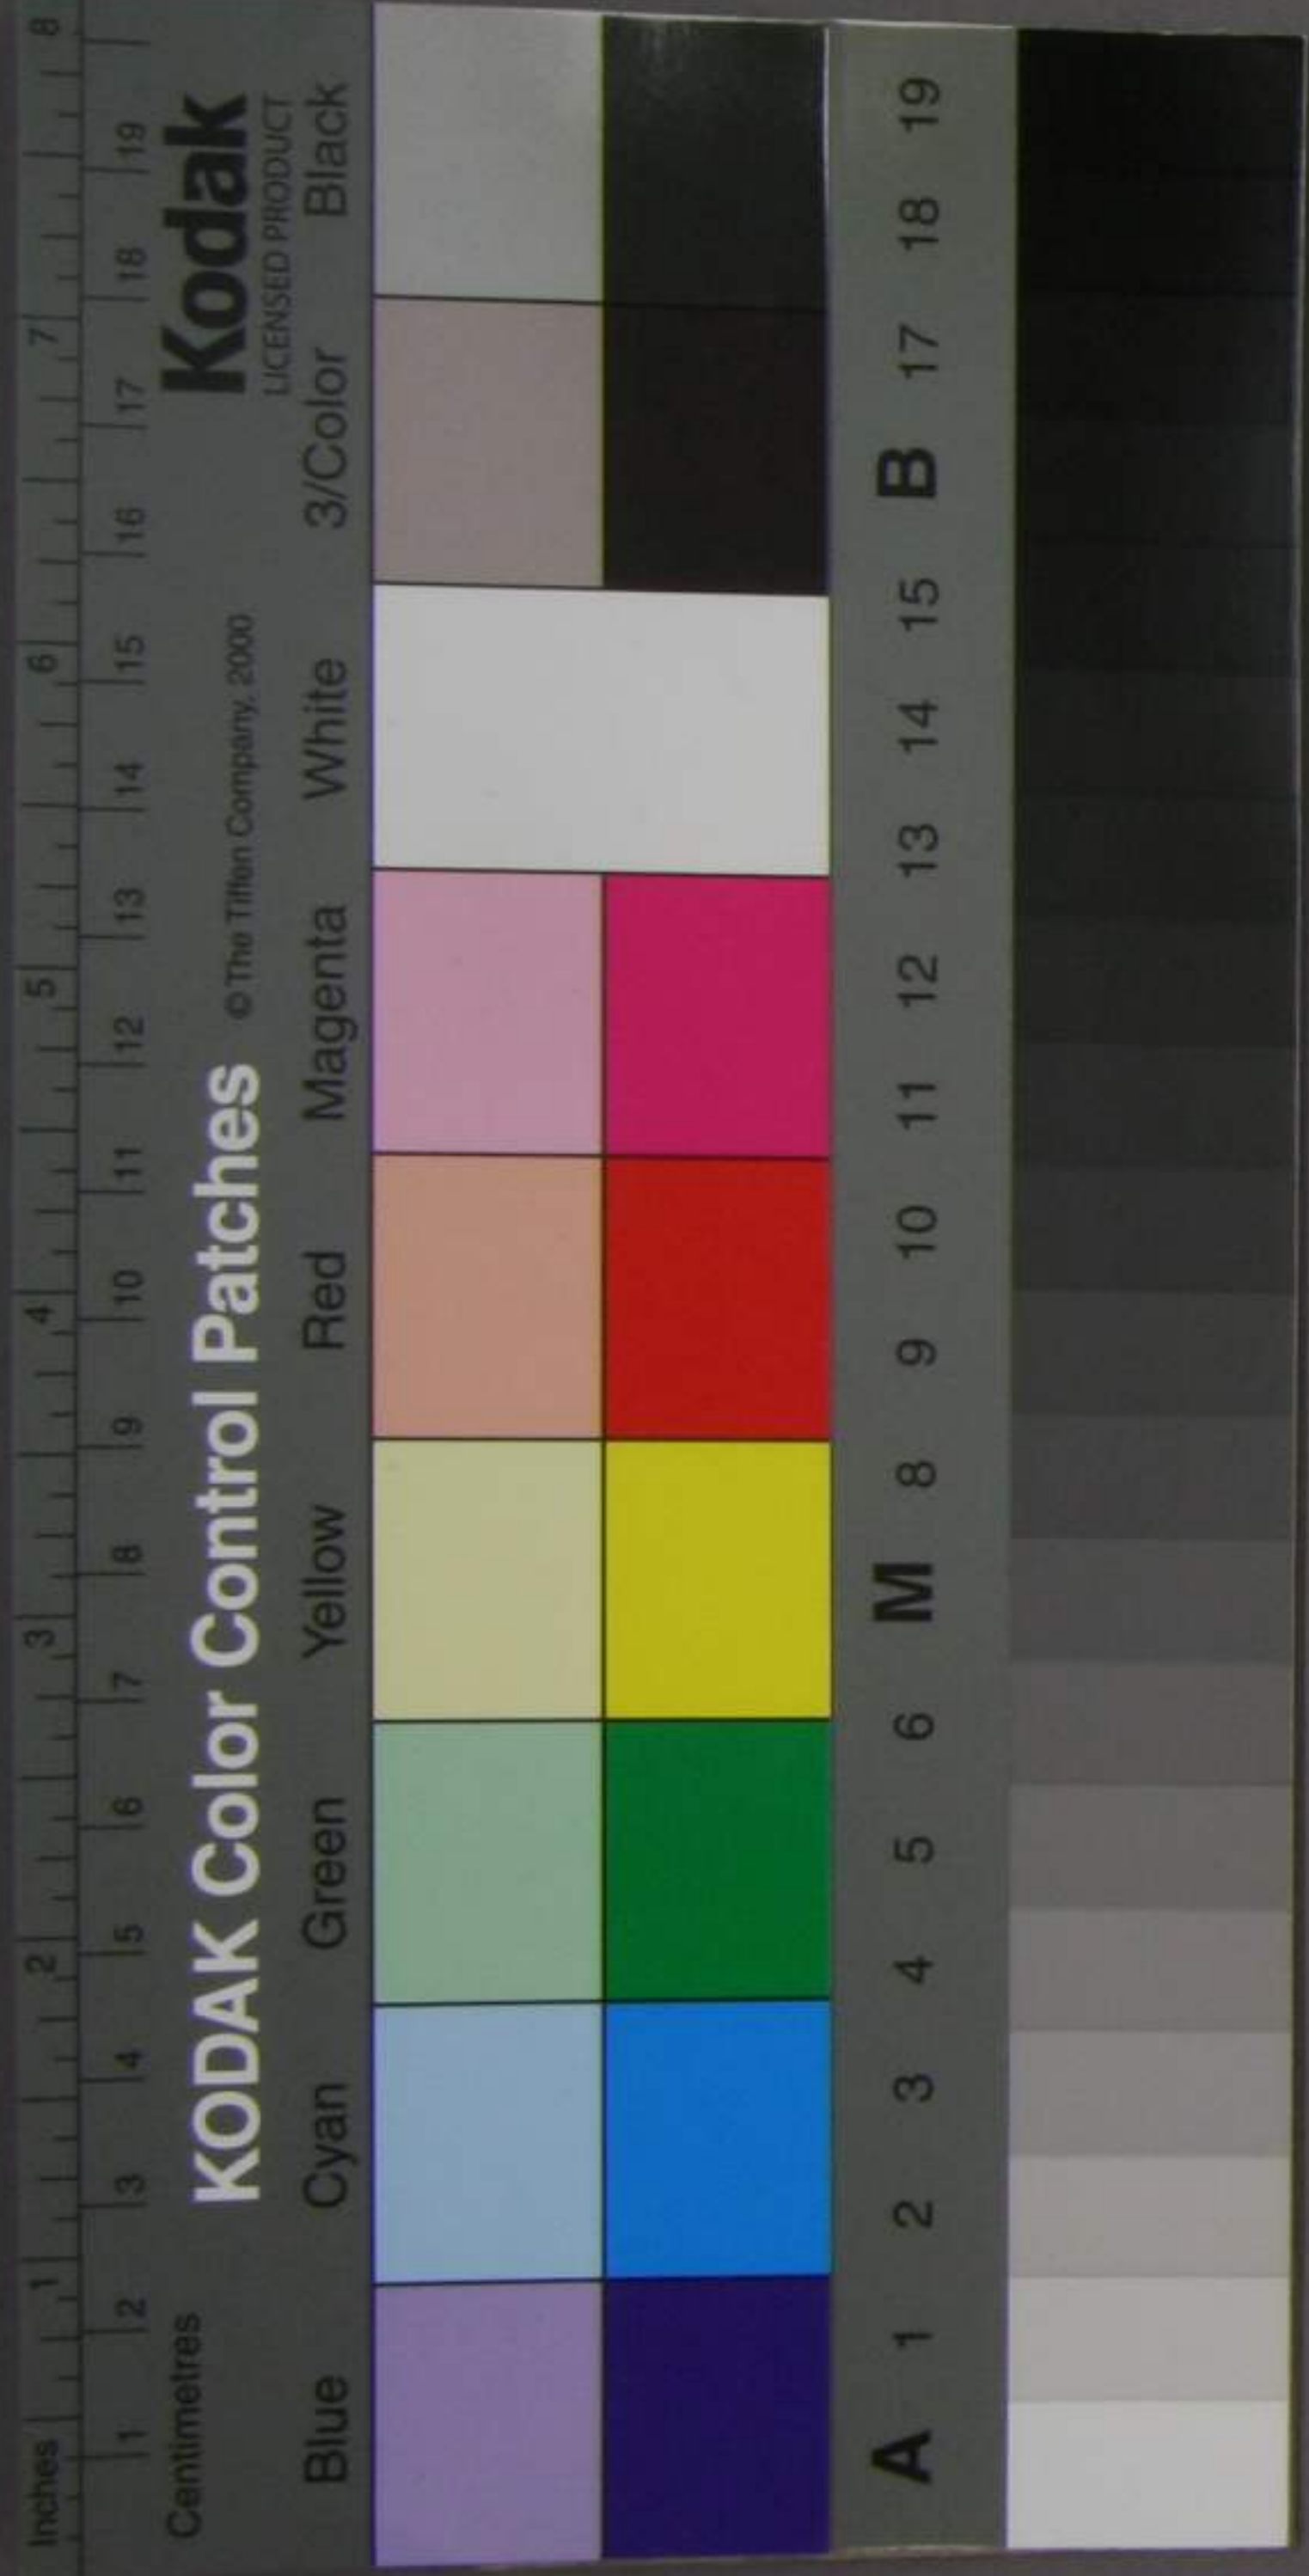 Inches 1 2 3 4 5 6 7 8
1 2 3 4 5 6 7 8 9 10 11 12 13 14 15 16 17 18 19
Centimetres
KODAK Color Control Patches © The Tiffen Company, 2000 Kodak
LICENSED PRODUCT
Blue Cyan Green Yellow Red Magenta White 3/Color Black
A 1 2 3 4 5 6 M 8 9 10 11 12 13 14 15 B 17 18 19